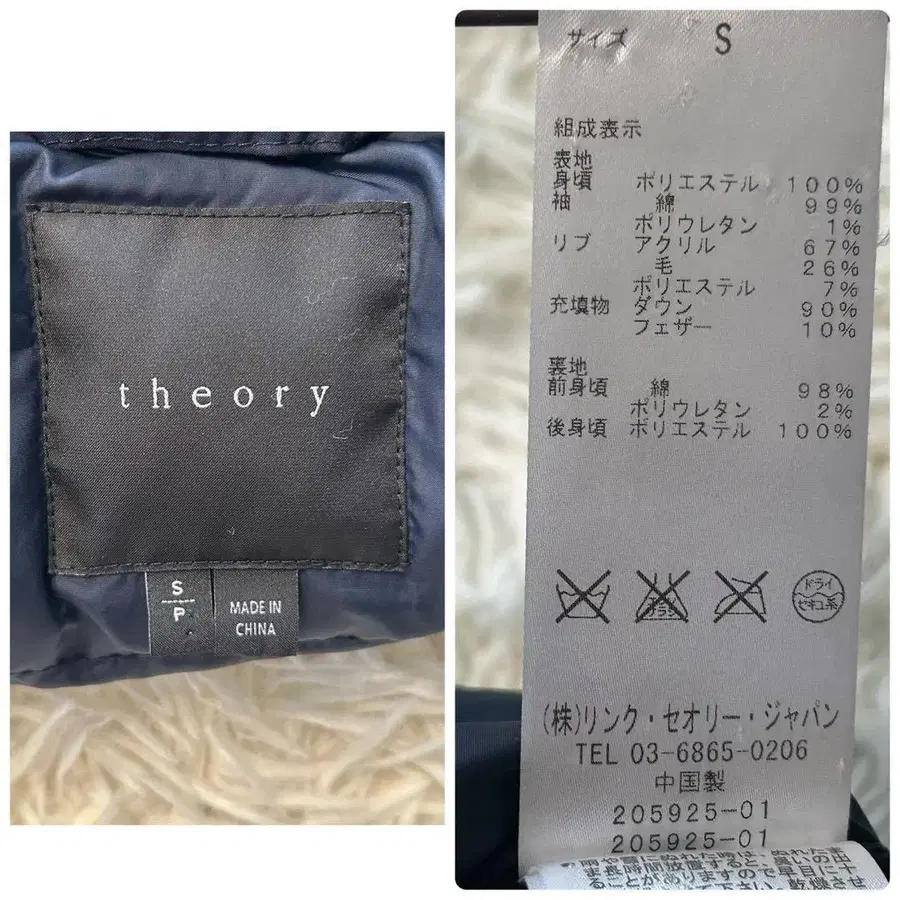 theory
S
P
MADE IN
CHINA
サイズ S
組成表示
表地
身頃 ポリエステル 100%
袖 綿 99%
ポリウレタン 1%
リブ アクリル 67%
毛 26%
ポリエステル 7%
充填物 ダウン 90%
フェザー 10%
裏地
前身頃 綿 98%
ポリウレタン 2%
後身頃 ポリエステル 100%
エンソサラシ
ドライ
セキユ系
(株)リンク・セオリー・ジャパン
TEL 03-6865-0206
中国製
205925-01
205925-01